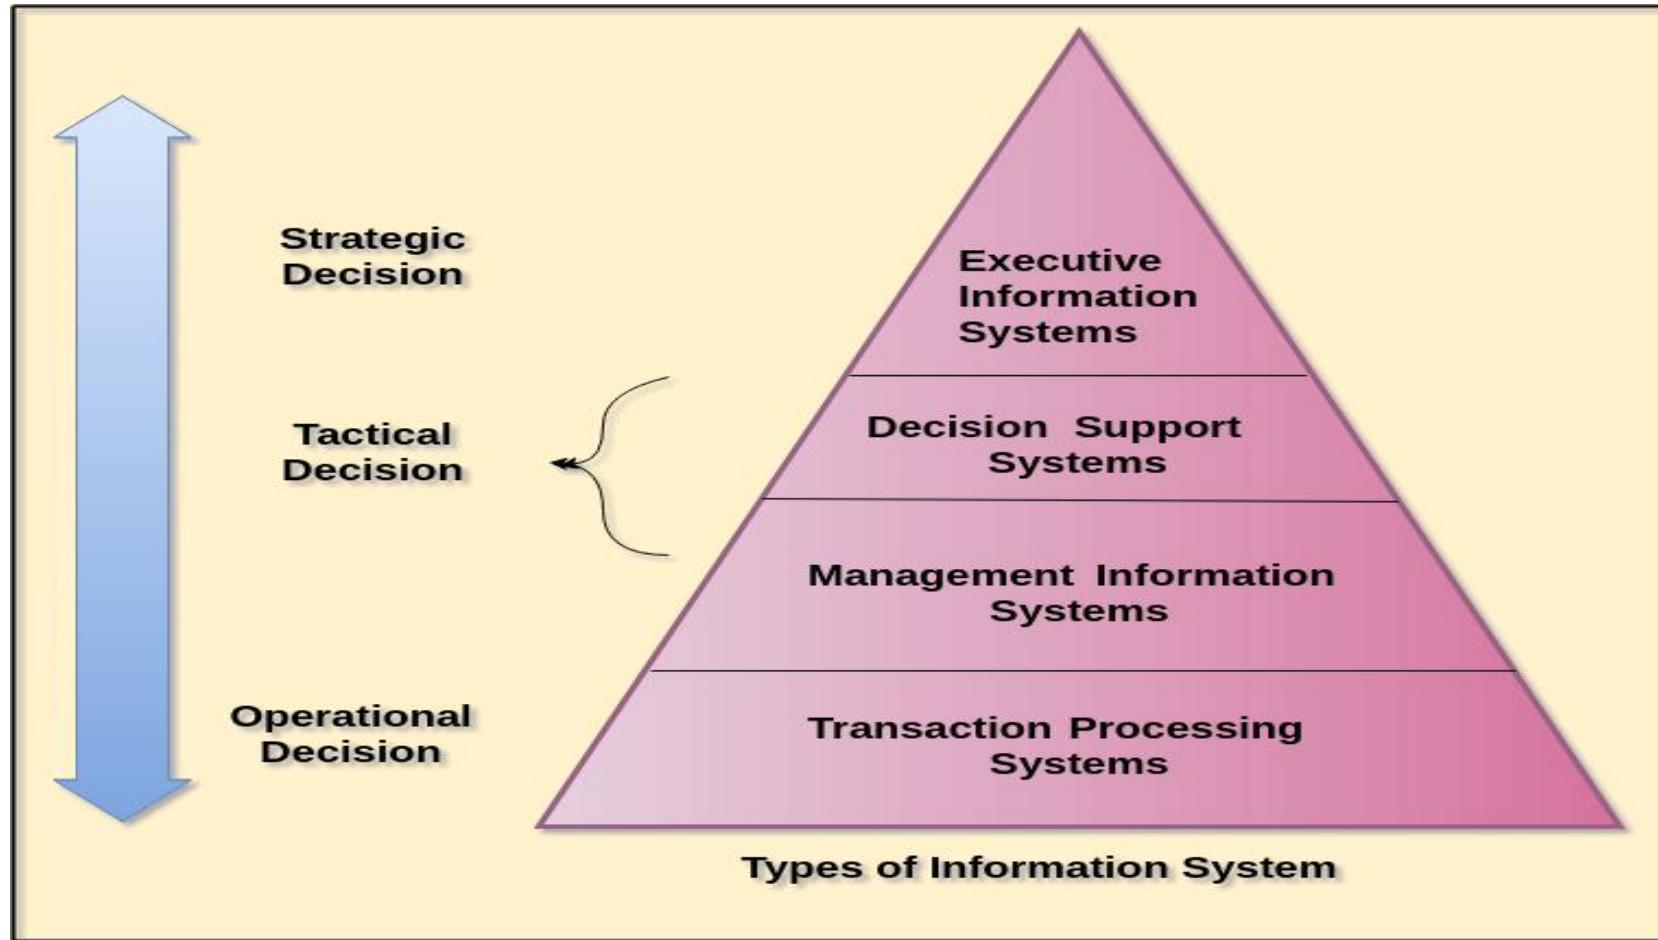 Strategic
Decision
Executive
Information
Systems
Tactical
Decision
Decision Support
Systems
Management Information
Systems
Operational
Decision
Transaction Processing
Systems
Types of Information System